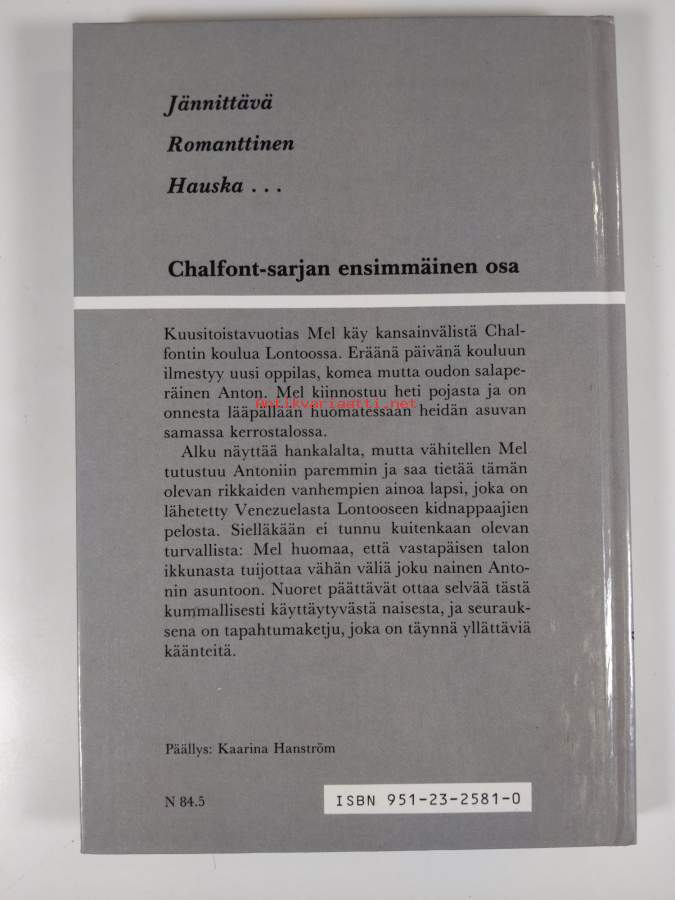 Jännittävä
Romanttinen
Hauska ...
Chalfont-sarjan ensimmäinen osa
Kuusitoistavuotias Mel käy kansainvälistä Chal-
fontin koulua Lontoossa. Eräänä päivänä kouluun
ilmestyy uusi oppilas, komea mutta oudon salape-
räinen Anton. Mel kiinnostuu heti pojasta ja on
antikvariaatti.net
onnesta lääpällään huomatessaan heidän asuvan
samassa kerrostalossa.
Alku näyttää hankalalta, mutta vähitellen Mel
tutustuu Antoniin paremmin ja saa tietää tämän
olevan rikkaiden vanhempien ainoa lapsi, joka on
lähetetty Venezuelasta Lontooseen kidnappaajien
pelosta. Sielläkään ei tunnu kuitenkaan olevan
turvallista: Mel huomaa, että vastapäisen talon
ikkunasta tuijottaa vähän väliä joku nainen Anto-
nin asuntoon. Nuoret päättävät ottaa selvää tästä
kummallisesti käyttäytyvästä naisesta, ja seurauk-
sena on tapahtumaketju, joka on täynnä yllättäviä
käänteitä.
Päällys: Kaarina Hanström
N 84.5
ISBN 951-23-2581-0